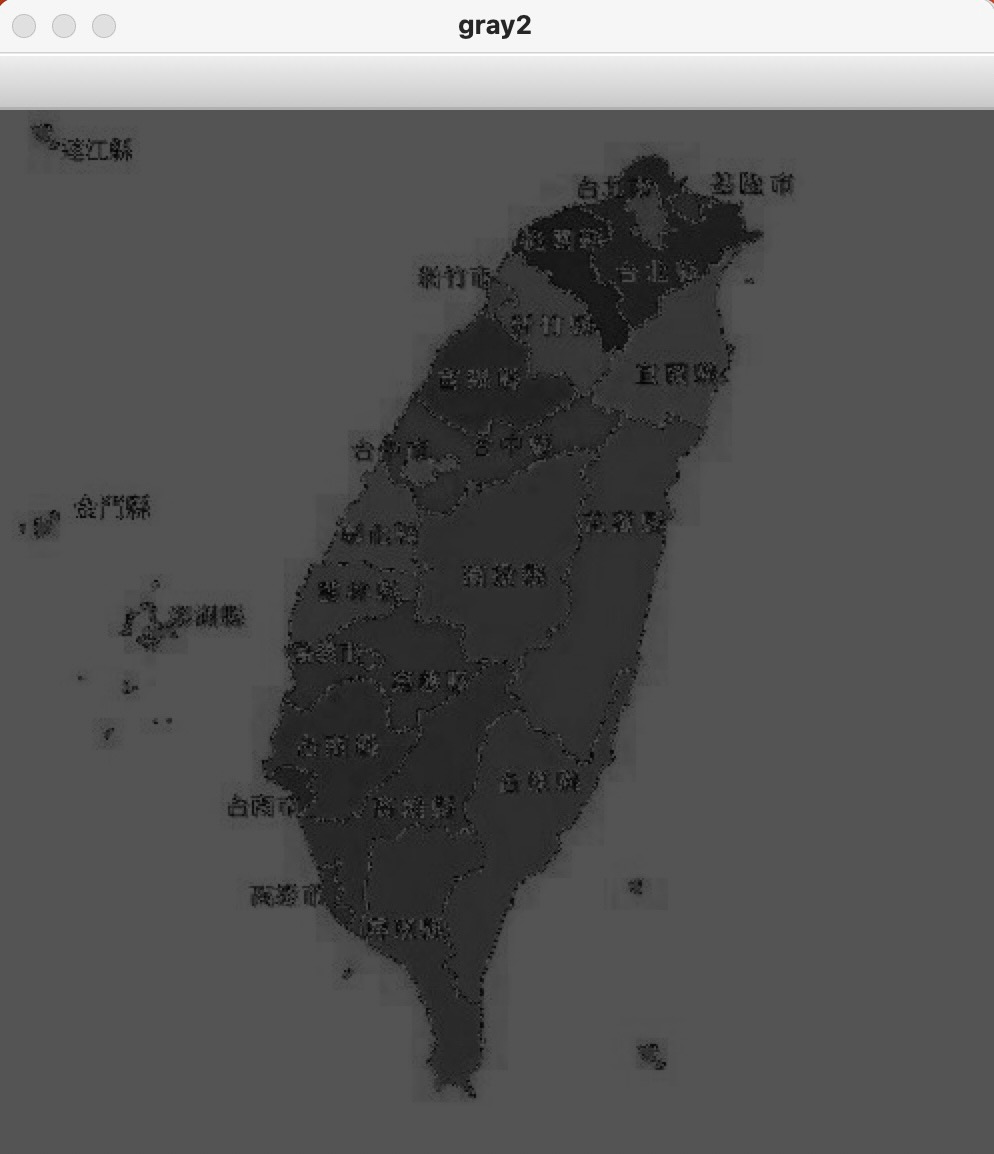 gray2
連江縣
台北市
基隆市
桃園縣
台北縣
新竹市
新竹縣
宜蘭縣
苗栗縣
台中市
台中縣
金門縣
花蓮縣
彰化縣
南投縣
雲林縣
澎湖縣
嘉義市
嘉義縣
台南縣
台東縣
台南市
高雄縣
高雄市
屏東縣